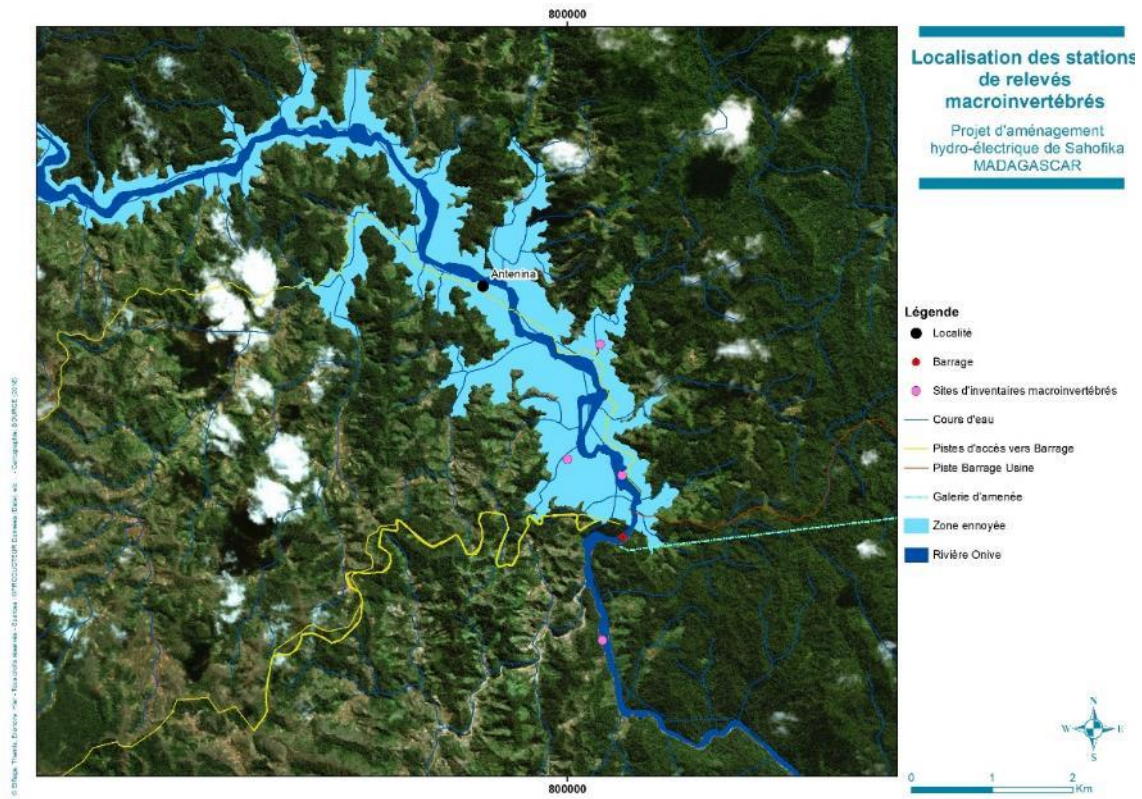 800000
Localisation des stations
de relevés
macroinvertébrés
Projet d'aménagement
hydro-électrique de Sahofika
MADAGASCAR
Antenina
Légende
Localité
Barrage
Sites d'inventaires macroinvertébrés
Cours d'eau
Pistes d'accès vers Barrage
Piste Barrage Usine
Galerie d'amenée
Zone ennoyée
Rivière Onive
N
W E
S
0 1 2
Km
800000